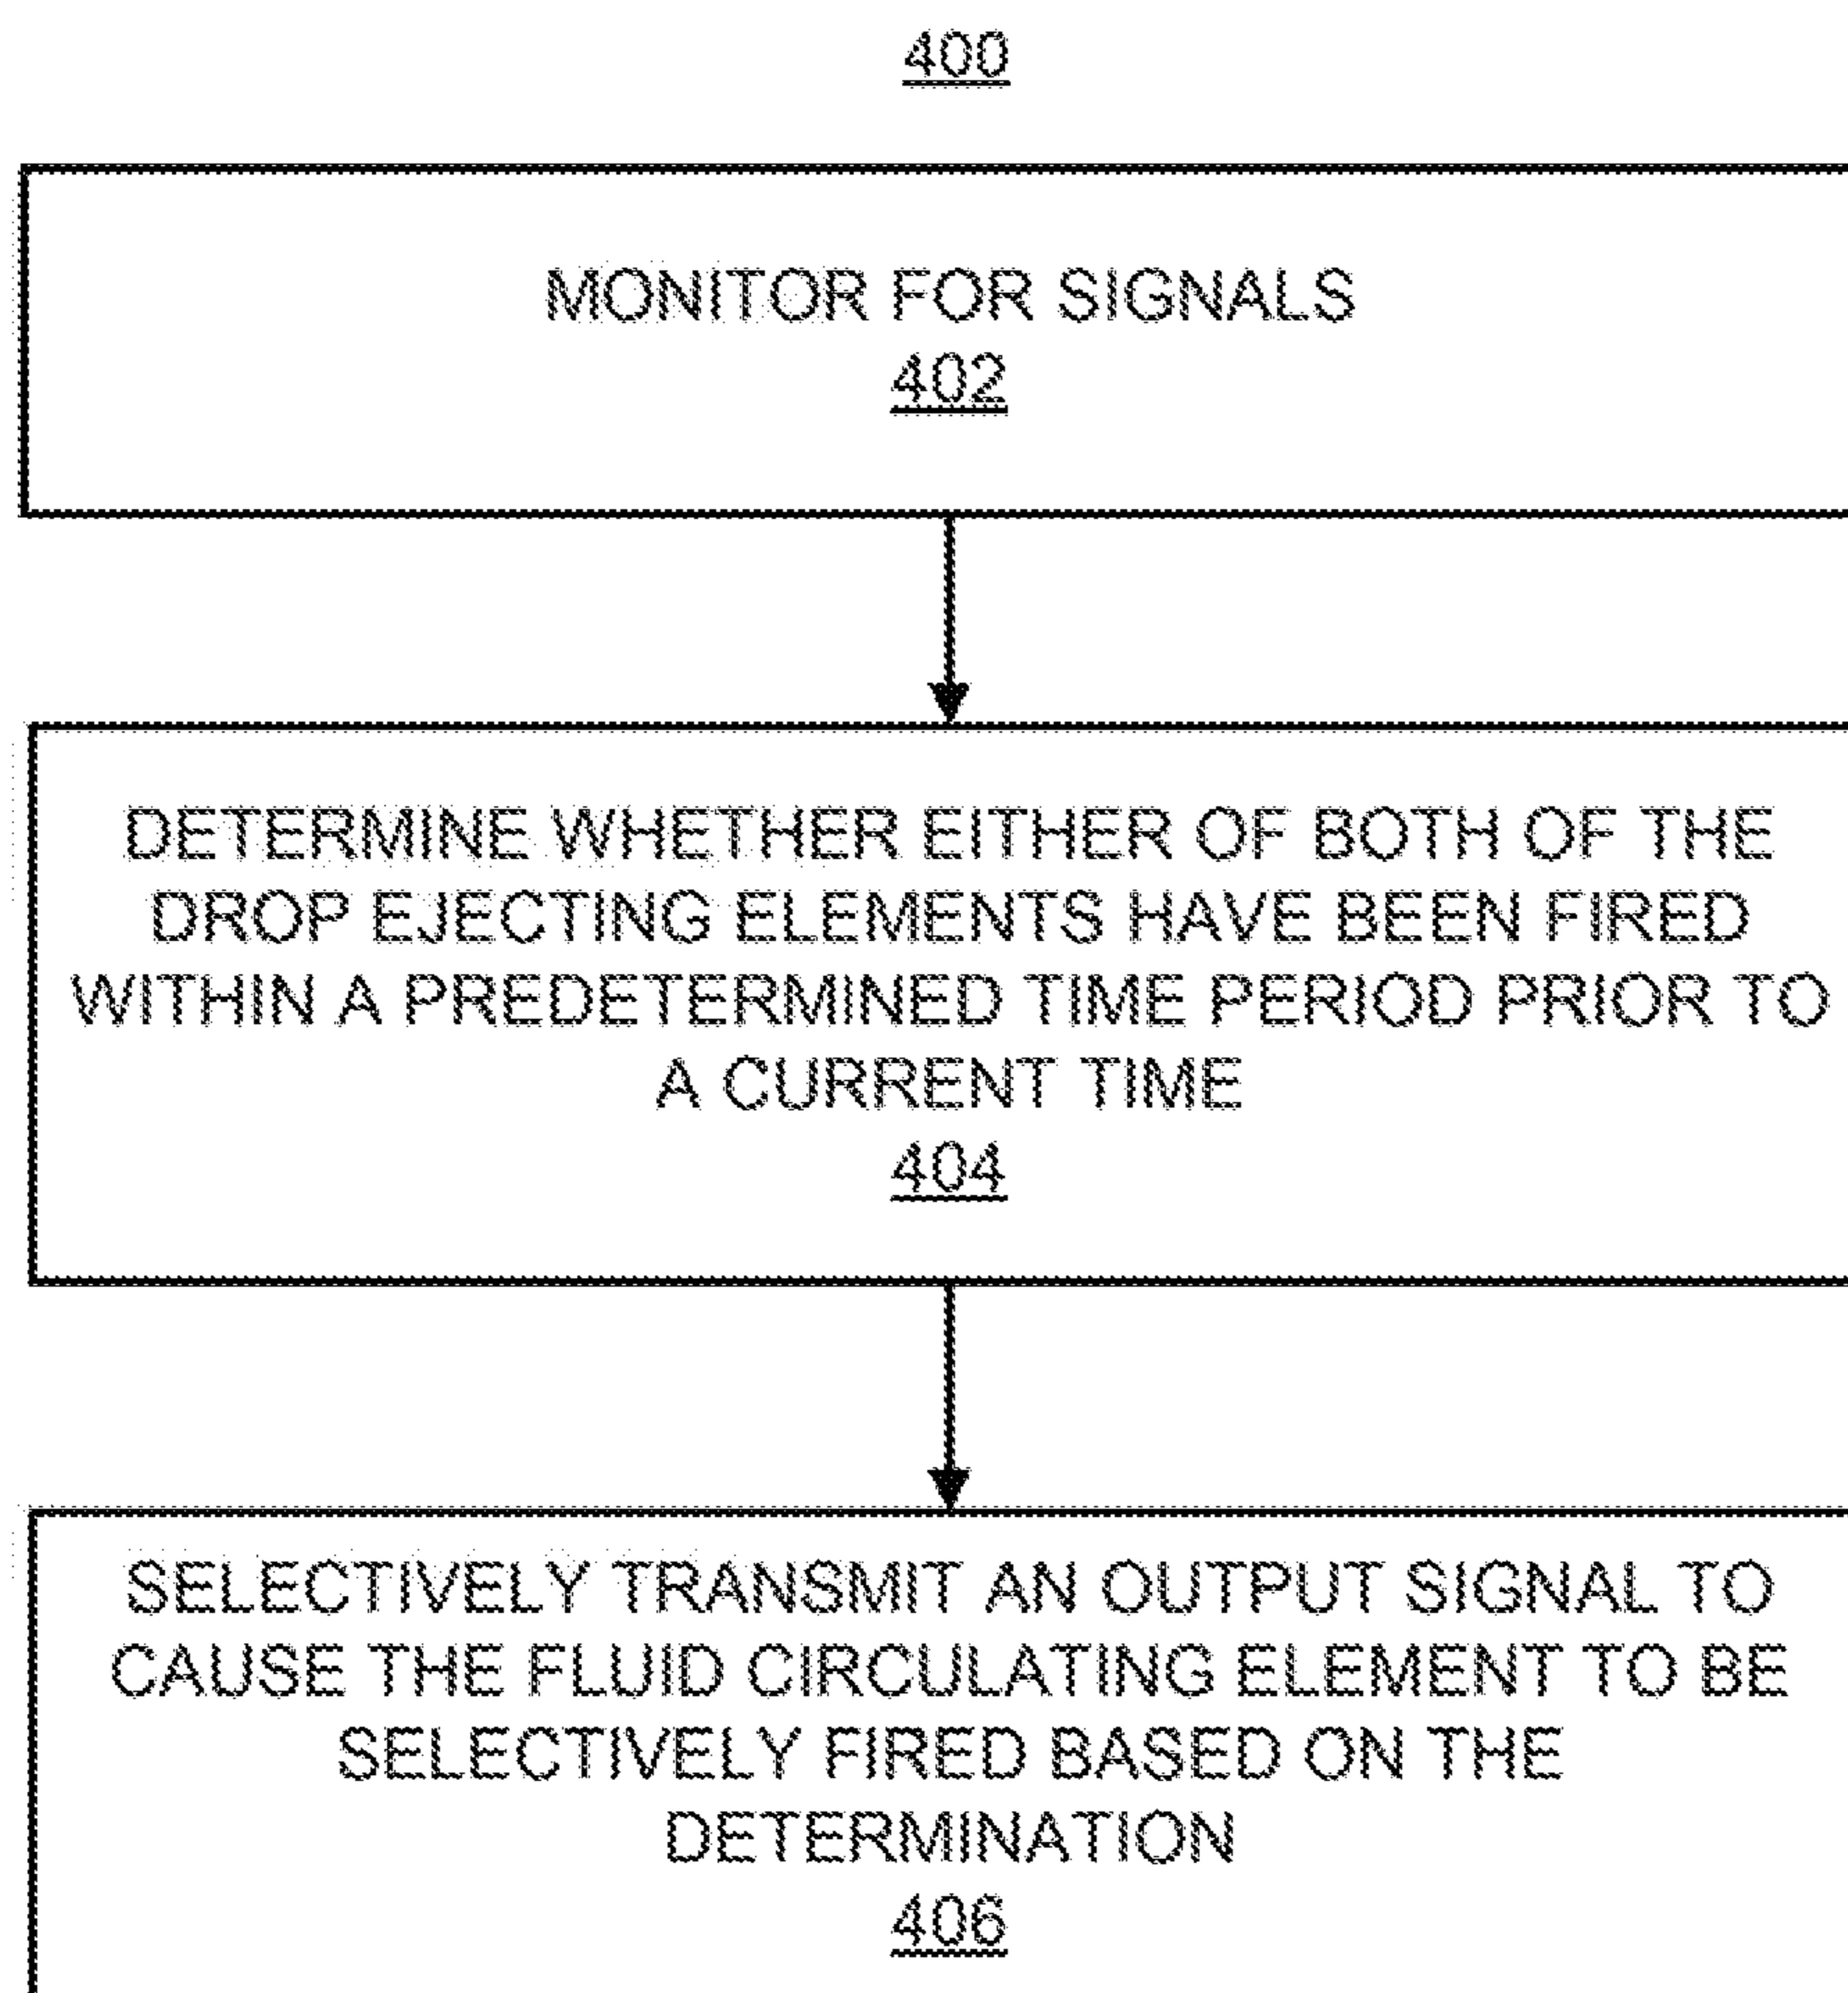 400
MONITOR FOR SIGNALS
402
DETERMINE WHETHER EITHER OF BOTH OF THE
DROP EJECTING ELEMENTS HAVE BEEN FIRED
WITHIN A PREDETERMINED TIME PERIOD PRIOR TO
A CURRENT TIME
404
SELECTIVELY TRANSMIT AN OUTPUT SIGNAL TO
CAUSE THE FLUID CIRCULATING ELEMENT TO BE
SELECTIVELY FIRED BASED ON THE
DETERMINATION
406